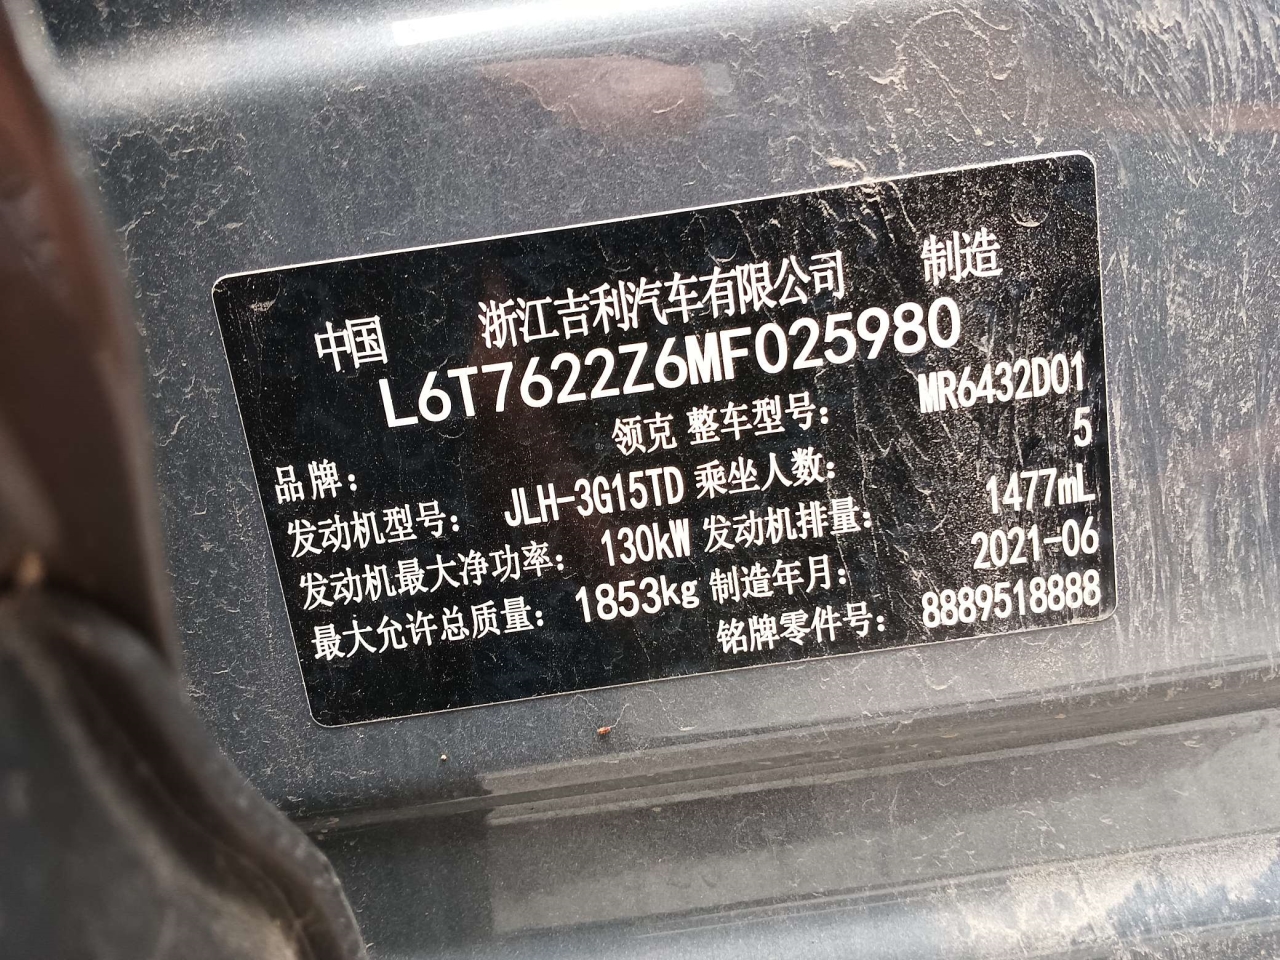 中国 浙江吉利汽车有限公司 制造
L6T7622Z6MF025980
品牌： 领克 整车型号： MR6432D01
发动机型号： JLH-3G15TD 乘坐人数： 5
发动机最大净功率： 130kW 发动机排量： 1477mL
最大允许总质量： 1853kg 制造年月： 2021-06
铭牌零件号： 8889518888